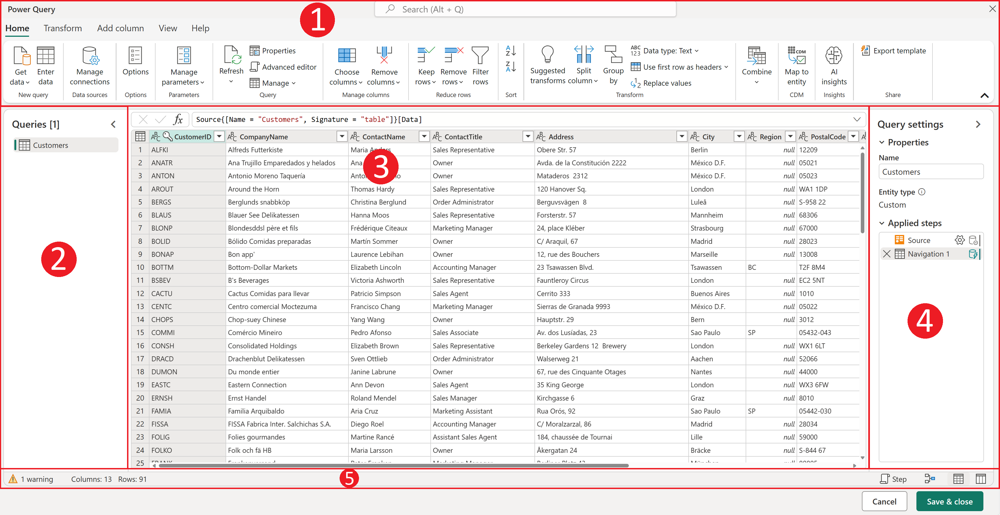 Power Query
Search (Alt + Q)
1
Home Transform Add column View Help
Get data
Enter data
New query
Manage connections
Data sources
Options
Options
Manage parameters
Parameters
Refresh
Properties
Advanced editor
Manage
Query
Choose columns
Remove columns
Manage columns
Keep rows
Remove rows
Filter rows
Reduce rows
A Z
Z A
Sort
Suggested transforms
Split column
Group by
ABC 123 Data type: Text
Use first row as headers
1 2 Replace values
Transform
Combine
CDM
Map to entity
CDM
AI insights
Insights
Export template
Share
Queries [1]
Customers
2
fx Source{[Name = "Customers", Signature = "table"]}[Data]
ABC CustomerID ABC CompanyName ABC ContactName ABC ContactTitle ABC Address ABC City ABC Region ABC PostalCode
1 ALFKI Alfreds Futterkiste Maria Anders Sales Representative Obere Str. 57 Berlin null 12209
2 ANATR Ana Trujillo Emparedados y helados Ana Owner Avda. de la Constitución 2222 México D.F. null 05021
3
3 ANTON Antonio Moreno Taquería Owner Mataderos  2312 México D.F. null 05023
4 AROUT Around the Horn Thomas Hardy Sales Representative 120 Hanover Sq. London null WA1 1DP
5 BERGS Berglunds snabbköp Christina Berglund Order Administrator Berguvsvägen  8 Luleå null S-958 22
6 BLAUS Blauer See Delikatessen Hanna Moos Sales Representative Forsterstr. 57 Mannheim null 68306
7 BLONP Blondesddsl père et fils Frédérique Citeaux Marketing Manager 24, place Kléber Strasbourg null 67000
8 BOLID Bólido Comidas preparadas Martín Sommer Owner C/ Araquil, 67 Madrid null 28023
9 BONAP Bon app' Laurence Lebihan Owner 12, rue des Bouchers Marseille null 13008
10 BOTTM Bottom-Dollar Markets Elizabeth Lincoln Accounting Manager 23 Tsawassen Blvd. Tsawassen BC T2F 8M4
11 BSBEV B's Beverages Victoria Ashworth Sales Representative Fauntleroy Circus London null EC2 5NT
12 CACTU Cactus Comidas para llevar Patricio Simpson Sales Agent Cerrito 333 Buenos Aires null 1010
13 CENTC Centro comercial Moctezuma Francisco Chang Marketing Manager Sierras de Granada 9993 México D.F. null 05022
14 CHOPS Chop-suey Chinese Yang Wang Owner Hauptstr. 29 Bern null 3012
15 COMMI Comércio Mineiro Pedro Afonso Sales Associate Av. dos Lusíadas, 23 Sao Paulo SP 05432-043
16 CONSH Consolidated Holdings Elizabeth Brown Sales Representative Berkeley Gardens 12  Brewery London null WX1 6LT
17 DRACD Drachenblut Delikatessen Sven Ottlieb Order Administrator Walserweg 21 Aachen null 52066
18 DUMON Du monde entier Janine Labrune Owner 67, rue des Cinquante Otages Nantes null 44000
19 EASTC Eastern Connection Ann Devon Sales Agent 35 King George London null WX3 6FW
20 ERNSH Ernst Handel Roland Mendel Sales Manager Kirchgasse 6 Graz null 8010
21 FAMIA Familia Arquibaldo Aria Cruz Marketing Assistant Rua Orós, 92 Sao Paulo SP 05442-030
22 FISSA FISSA Fabrica Inter. Salchichas S.A. Diego Roel Accounting Manager C/ Moralzarzal, 86 Madrid null 28034
23 FOLIG Folies gourmandes Martine Rancé Assistant Sales Agent 184, chaussée de Tournai Lille null 59000
24 FOLKO Folk och fä HB Maria Larsson Owner Åkergatan 24 Bräcke null S-844 67
25
Query settings
Properties
Name
Customers
Entity type
Custom
Applied steps
Source
Navigation 1
4
1 warning Columns: 13 Rows: 91
5
Step
Cancel
Save & close